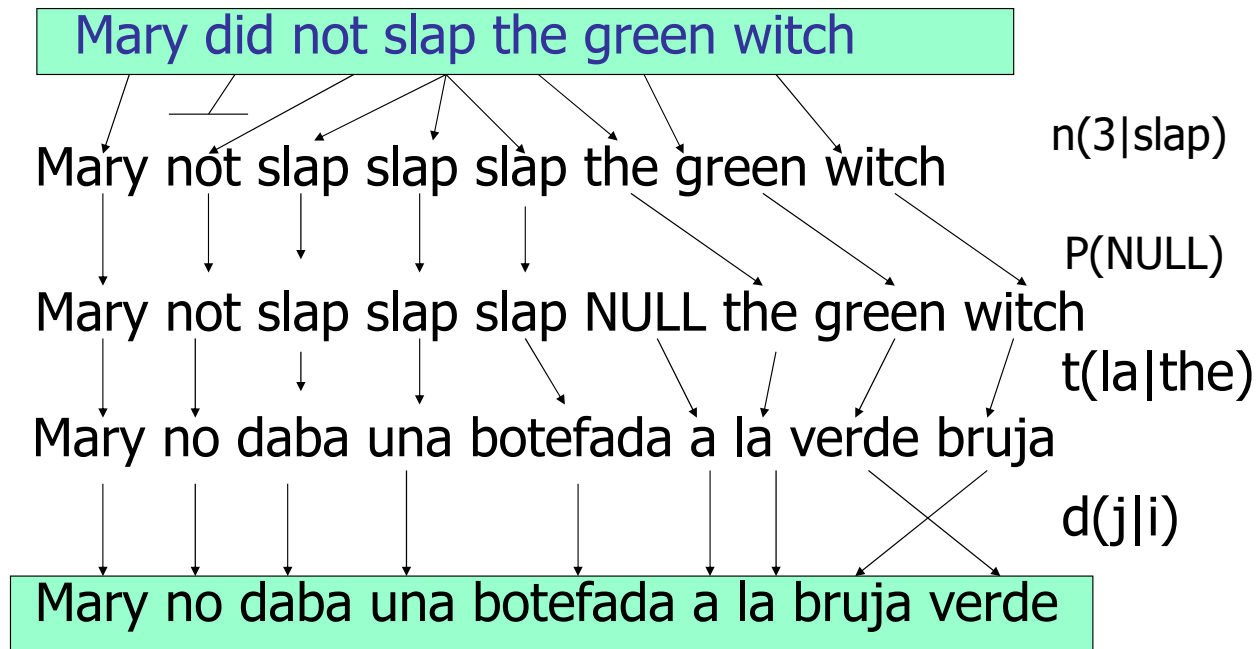 Mary did not slap the green witch
n(3|slap)
Mary not slap slap slap the green witch
P(NULL)
Mary not slap slap slap NULL the green witch
t(la|the)
Mary no daba una botefada a la verde bruja
d(j|i)
Mary no daba una botefada a la bruja verde